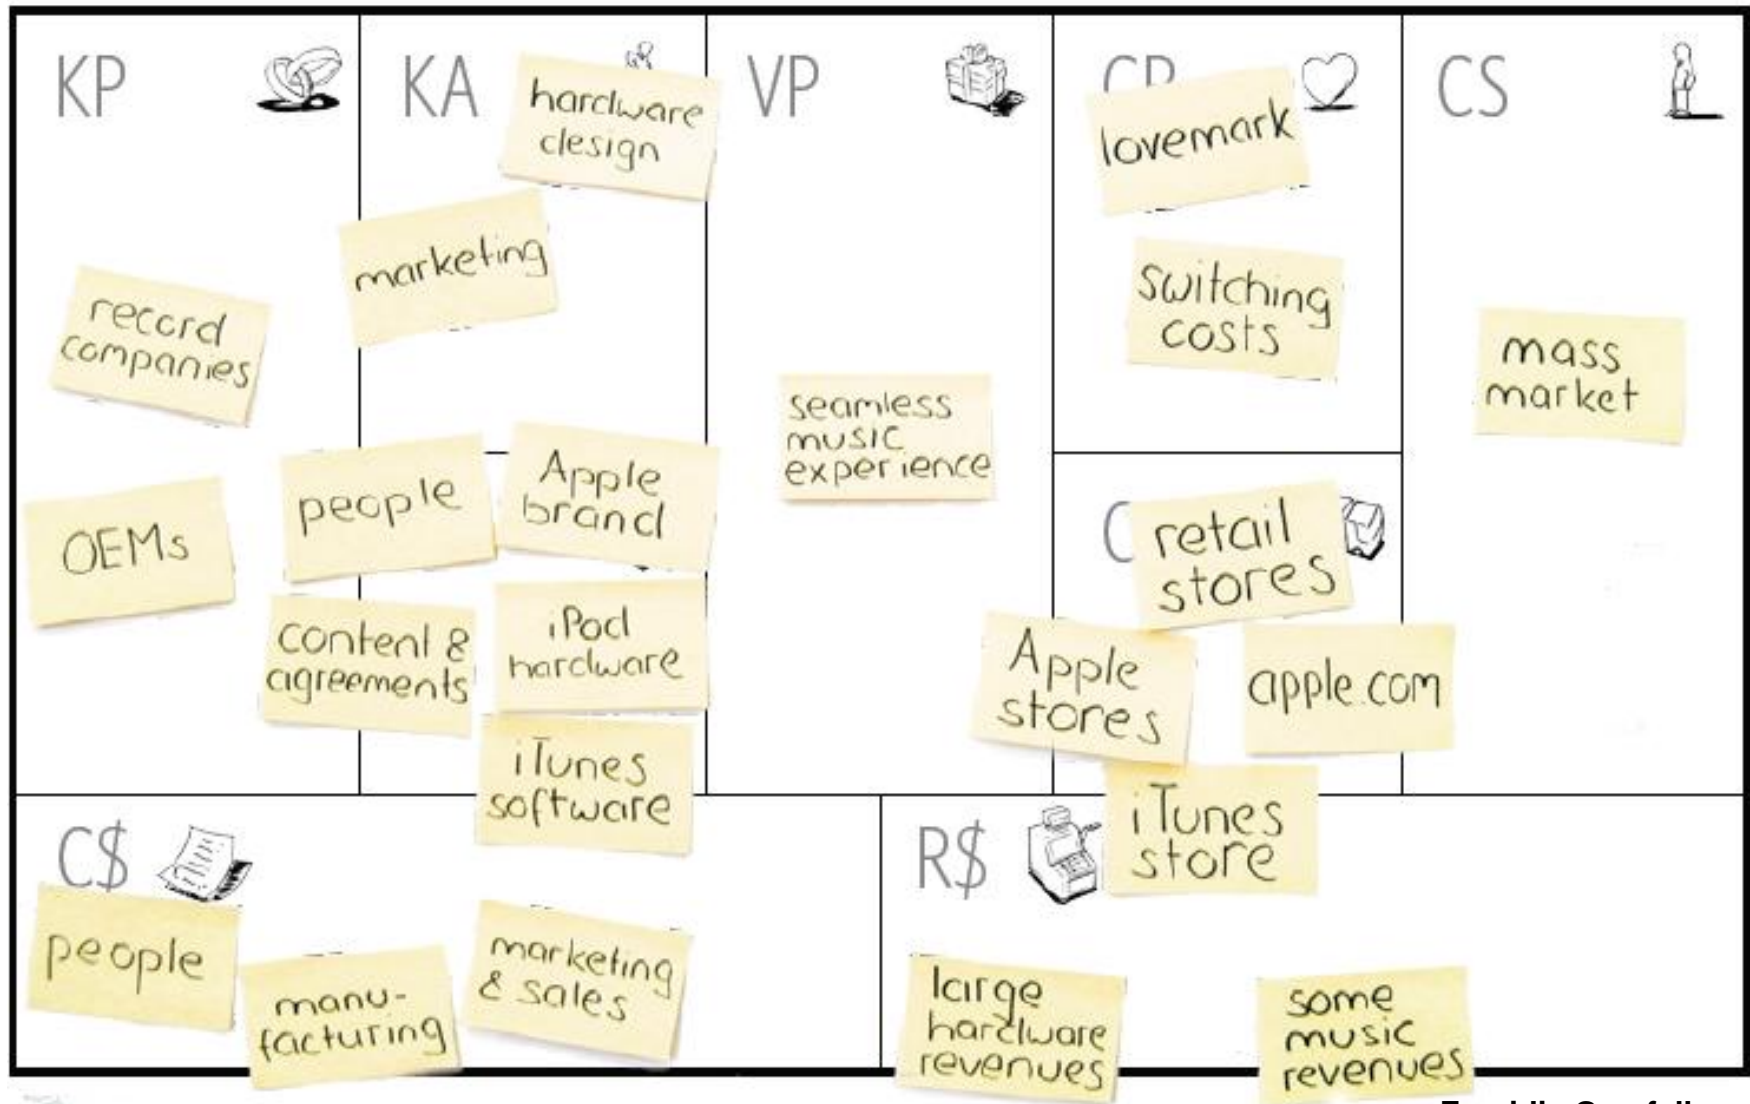 KP
KA
hardware
design
marketing
record
companies
OEMs
people
Apple
brand
content &
agreements
iPod
hardware
iTunes
software
VP
seamless
music
experience
lovemark
switching
costs
C
retail
stores
Apple
stores
apple.com
iTunes
store
CS
mass
market
C$
people
manu-
facturing
marketing
& sales
R$
large
hardware
revenues
some
music
revenues